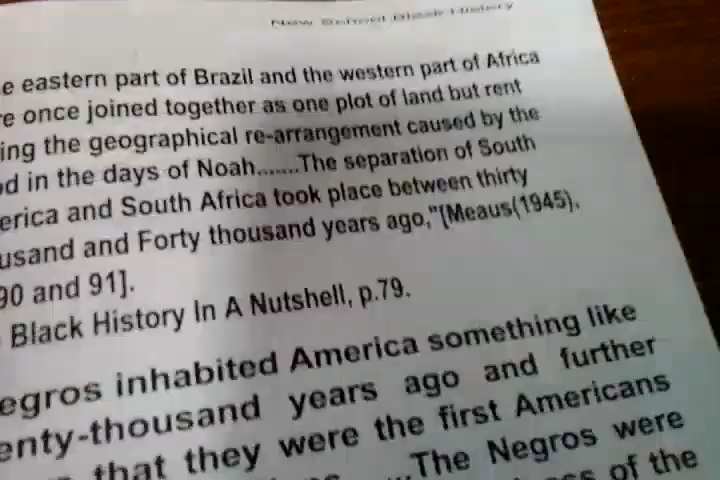 New School Black History
e eastern part of Brazil and the western part of Africa
re once joined together as one plot of land but rent
ing the geographical re-arrangement caused by the
od in the days of Noah.......The separation of South
erica and South Africa took place between thirty
usand and Forty thousand years ago,"[Meaus(1945).
90 and 91].
Black History In A Nutshell, p.79.
egros inhabited America something like
enty-thousand years ago and further
that they were the first Americans
....The Negros were
of the